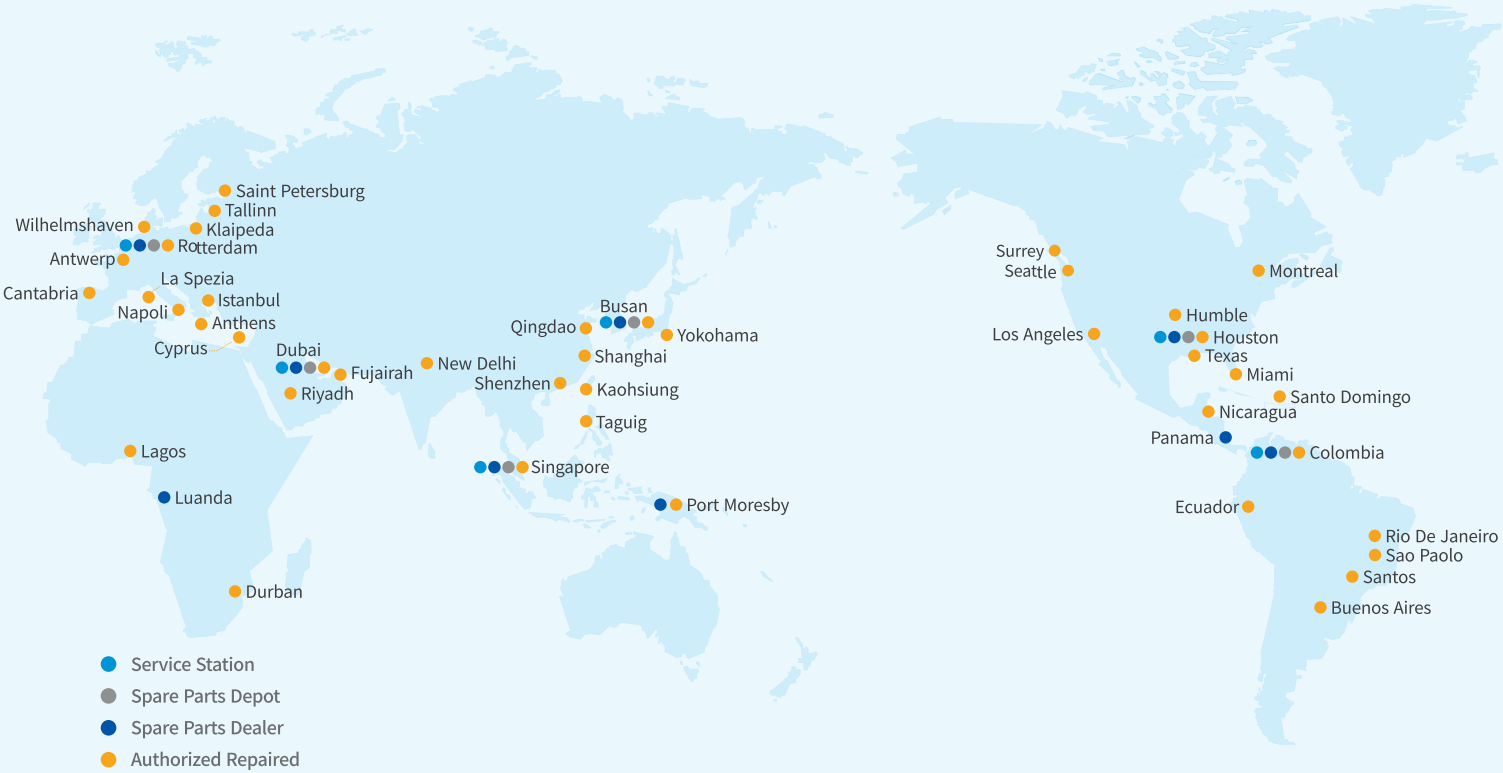 Saint Petersburg
Tallinn
Wilhelmshaven
Klaipeda
Rotterdam
Antwerp
La Spezia
Cantabria
Istanbul
Napoli
Anthens
Cyprus
Dubai
Fujairah
Riyadh
New Delhi
Lagos
Luanda
Durban
Busan
Qingdao
Yokohama
Shanghai
Shenzhen
Kaohsiung
Taguig
Singapore
Port Moresby
Surrey
Seattle
Montreal
Humble
Los Angeles
Houston
Texas
Miami
Santo Domingo
Nicaragua
Panama
Colombia
Ecuador
Rio De Janeiro
Sao Paolo
Santos
Buenos Aires
Service Station
Spare Parts Depot
Spare Parts Dealer
Authorized Repaired